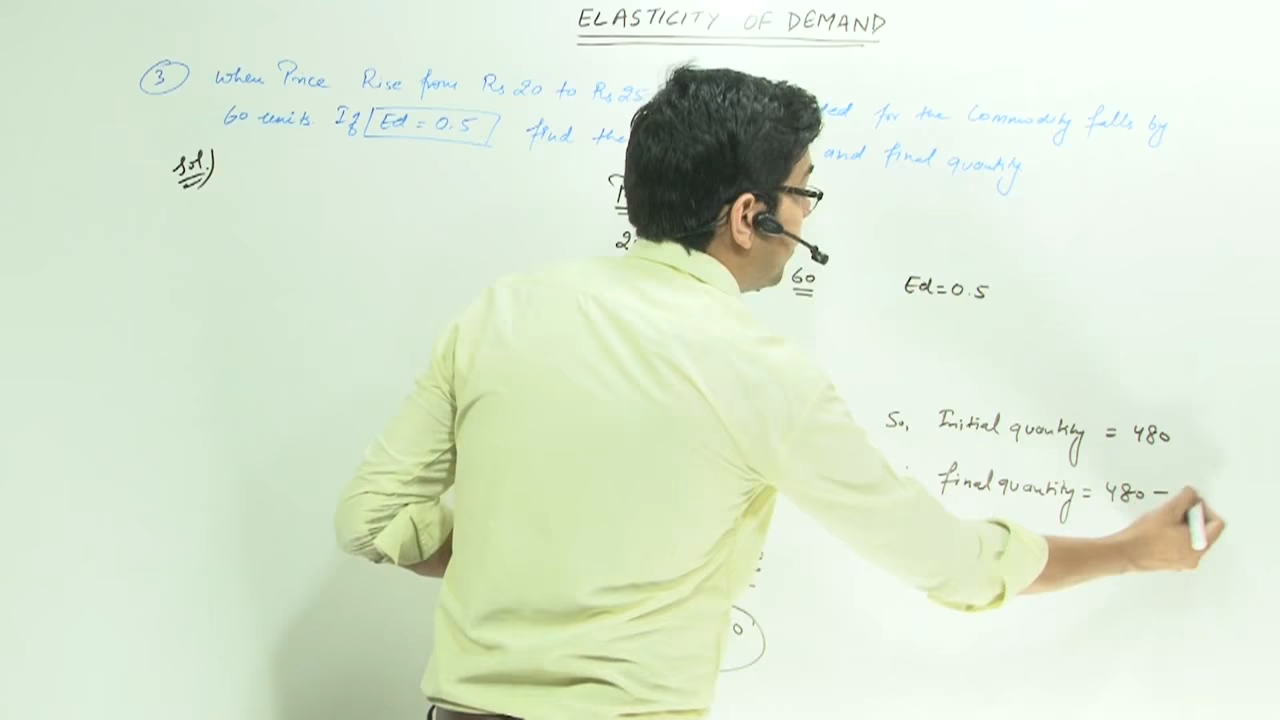 ELASTICITY OF DEMAND
3 When Price Rise from Rs 20 to Rs 25 ded for the Commodity falls by
60 units. If Ed = 0.5 find the and final quantity
Sol.)
60
Ed = 0.5
So, Initial quantity = 480
final quantity = 480 -